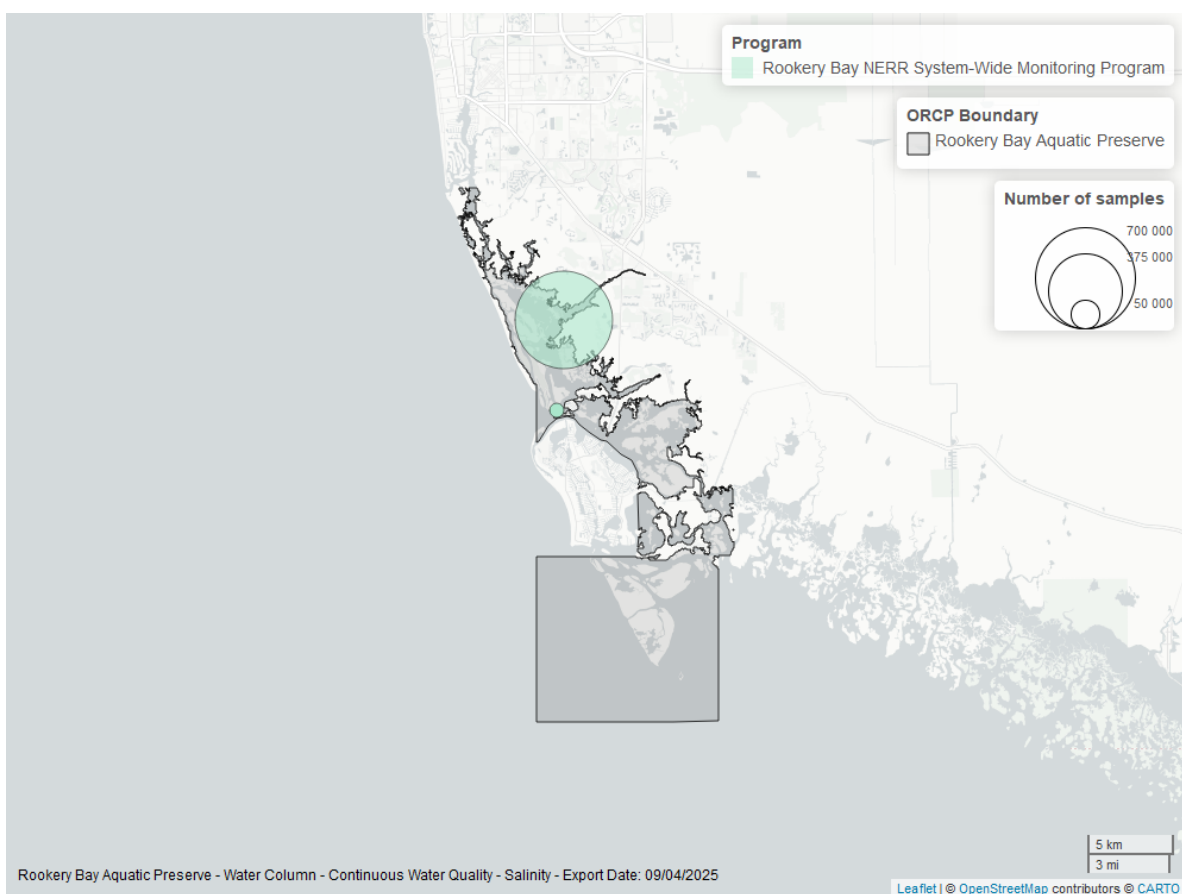 Program
Rookery Bay NERR System-Wide Monitoring Program
ORCP Boundary
Rookery Bay Aquatic Preserve
Number of samples
700 000
375 000
50 000
5 km
3 mi
Rookery Bay Aquatic Preserve - Water Column - Continuous Water Quality - Salinity - Export Date: 09/04/2025
Leaflet | © OpenStreetMap contributors © CARTO